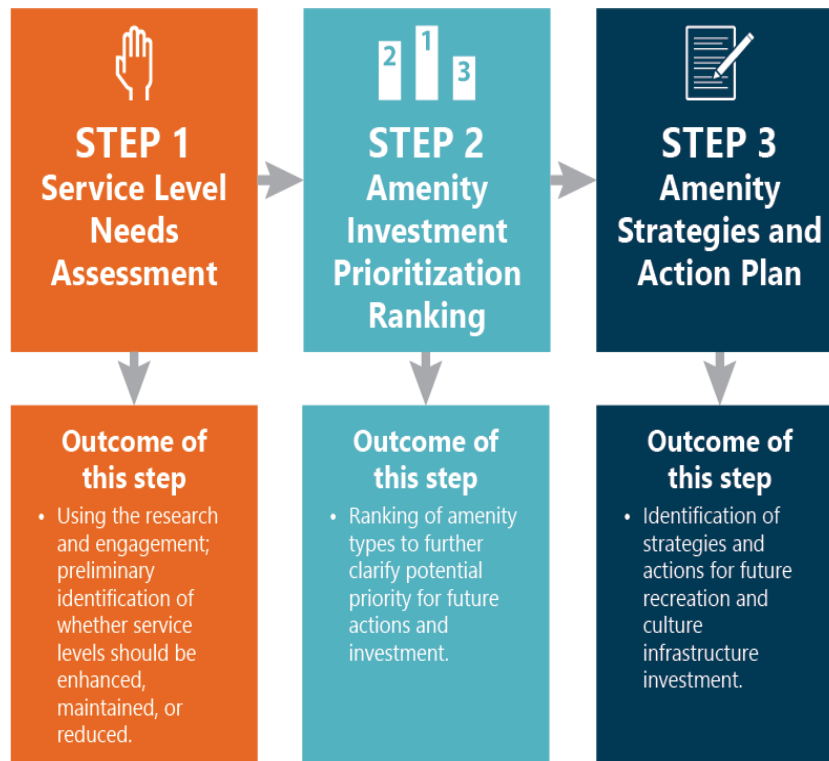 STEP 1
Service Level
Needs
Assessment
2
1
3
STEP 2
Amenity
Investment
Prioritization
Ranking
STEP 3
Amenity
Strategies and
Action Plan
Outcome of
this step
• Using the research
and engagement;
preliminary
identification of
whether service
levels should be
enhanced,
maintained, or
reduced.
Outcome of
this step
• Ranking of amenity
types to further
clarify potential
priority for future
actions and
investment.
Outcome of
this step
• Identification of
strategies and
actions for future
recreation and
culture
infrastructure
investment.